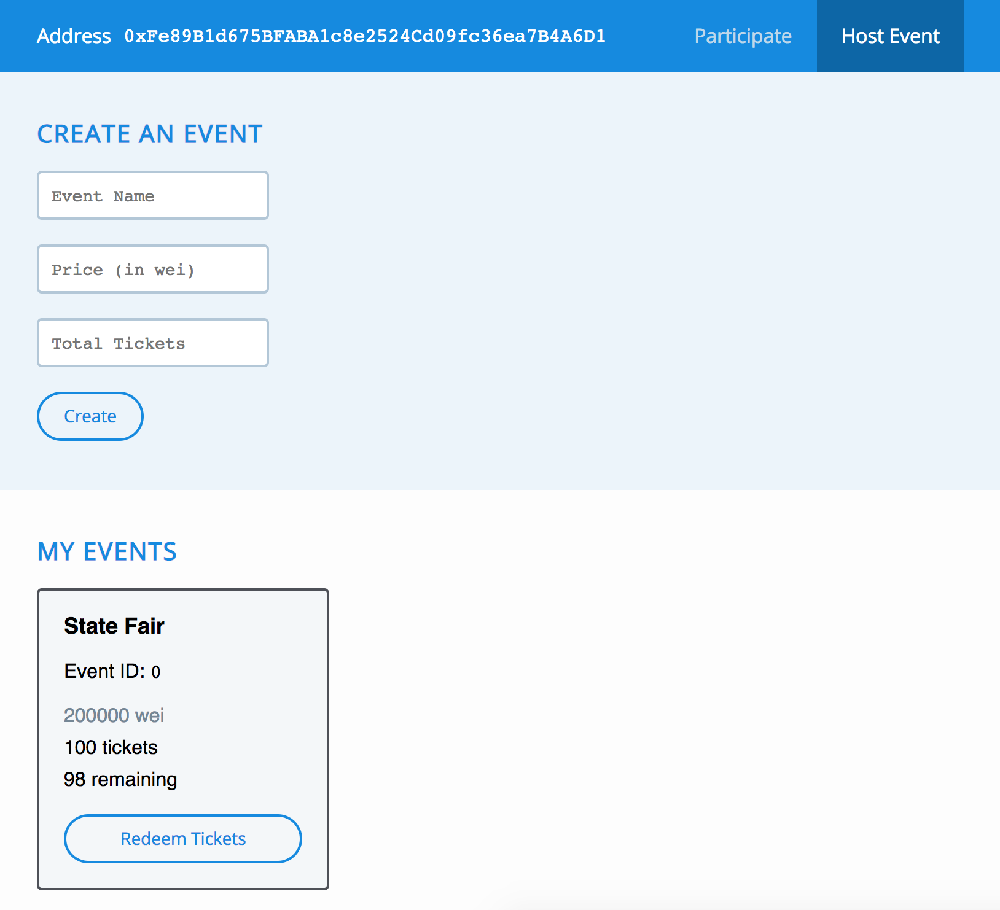 Address 0xFe89B1d675BFABA1c8e2524Cd09fc36ea7B4A6D1 Participate Host Event
CREATE AN EVENT
Event Name
Price (in wei)
Total Tickets
Create
MY EVENTS
State Fair
Event ID: 0
200000 wei
100 tickets
98 remaining
Redeem Tickets